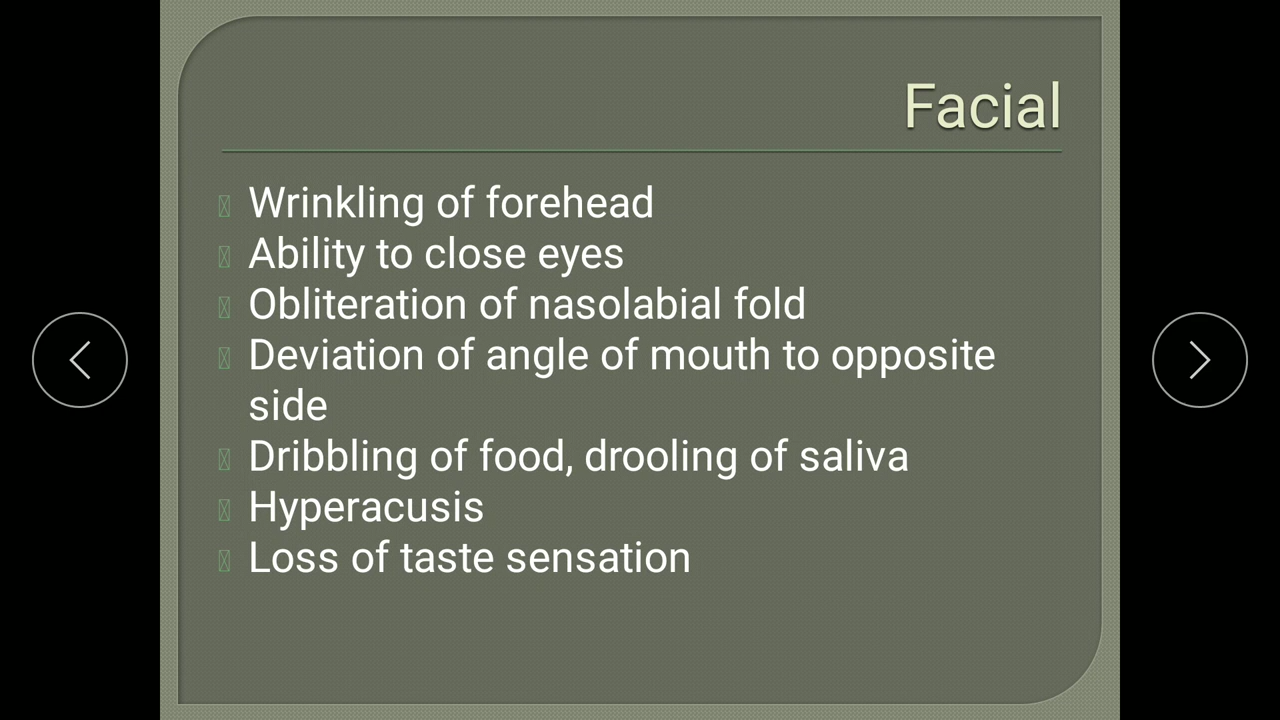 Facial
Wrinkling of forehead
Ability to close eyes
Obliteration of nasolabial fold
Deviation of angle of mouth to opposite
side
Dribbling of food, drooling of saliva
Hyperacusis
Loss of taste sensation